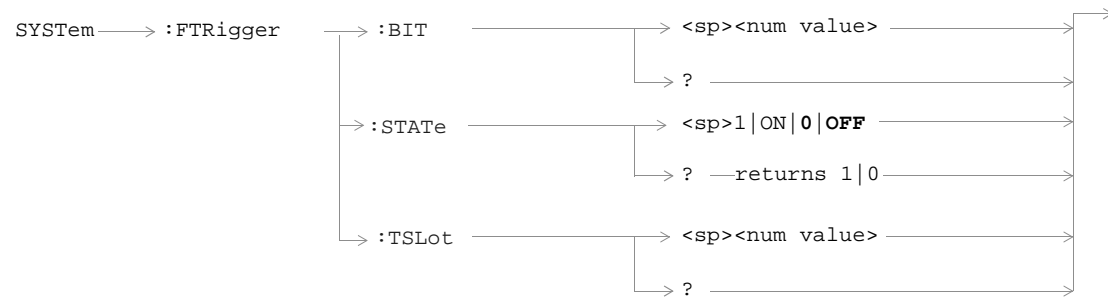 SYSTem :FTRigger :BIT <sp><num value>
?
:STATe <sp>1|ON|0|OFF
? returns 1|0
:TSLot <sp><num value>
?